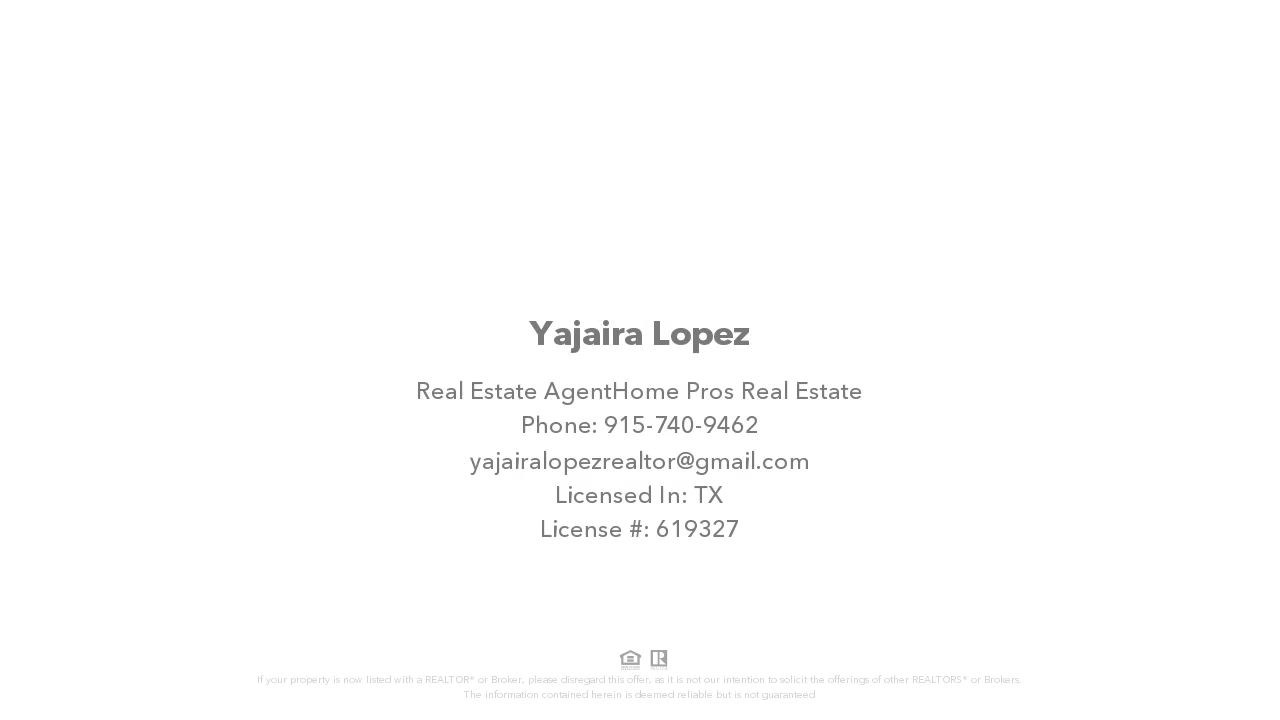 Yajaira Lopez
Real Estate AgentHome Pros Real Estate
Phone: 915-740-9462
yajairalopezrealtor@gmail.com
Licensed In: TX
License #: 619327
If your property is now listed with a REALTOR® or Broker, please disregard this offer, as it is not our intention to solicit the offerings of other REALTORS® or Brokers.
The information contained herein is deemed reliable but is not guaranteed